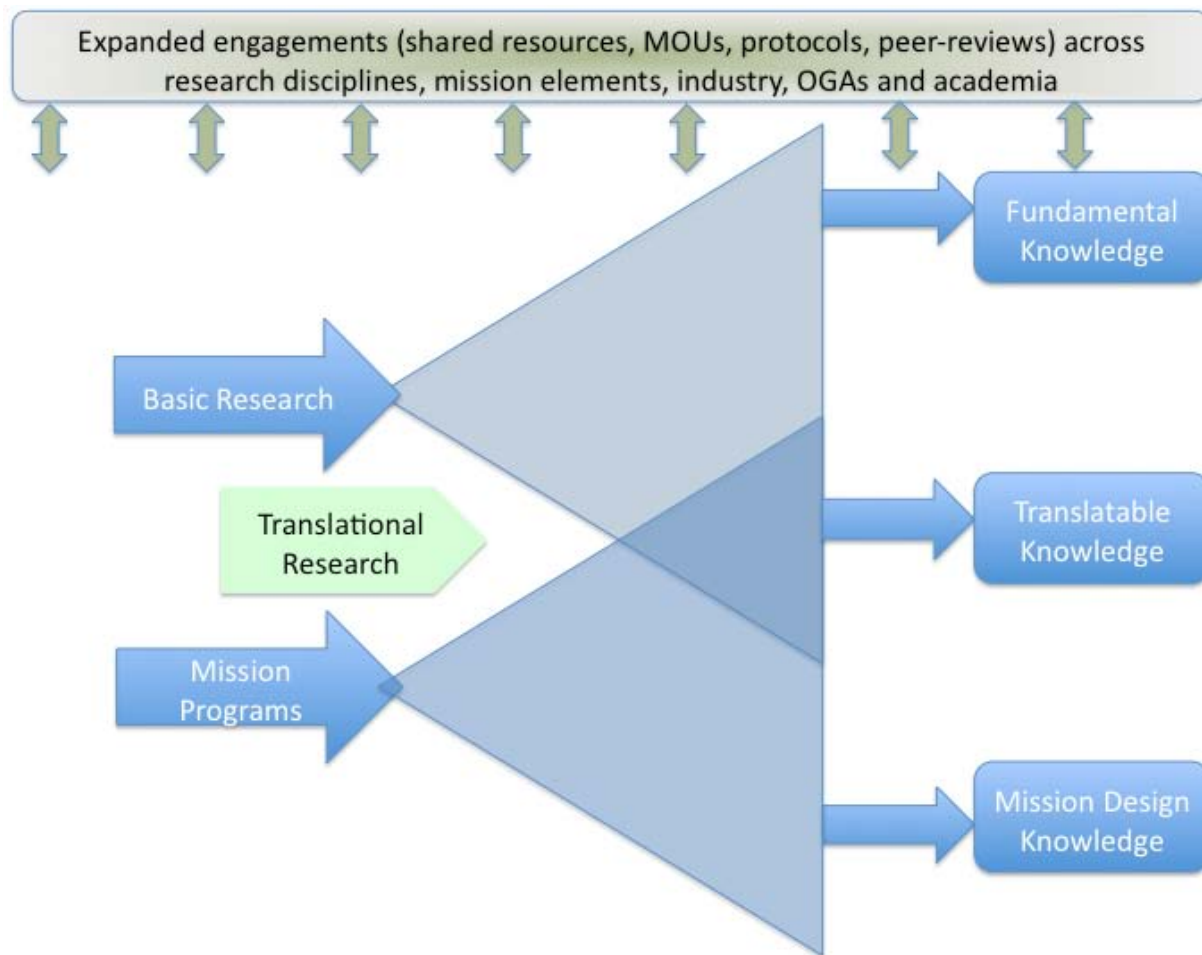 Expanded engagements (shared resources, MOUs, protocols, peer-reviews) across
research disciplines, mission elements, industry, OGAs and academia
Fundamental
Knowledge
Basic Research
Translational
Research
Translatable
Knowledge
Mission
Programs
Mission Design
Knowledge